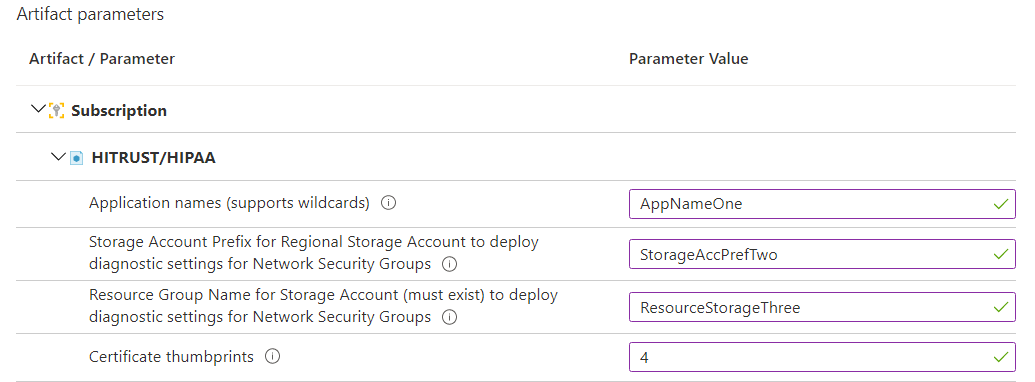 Artifact parameters
Artifact / Parameter Parameter Value
Subscription
HITRUST/HIPAA
Application names (supports wildcards) AppNameOne
Storage Account Prefix for Regional Storage Account to deploy
diagnostic settings for Network Security Groups StorageAccPrefTwo
Resource Group Name for Storage Account (must exist) to deploy
diagnostic settings for Network Security Groups ResourceStorageThree
Certificate thumbprints 4